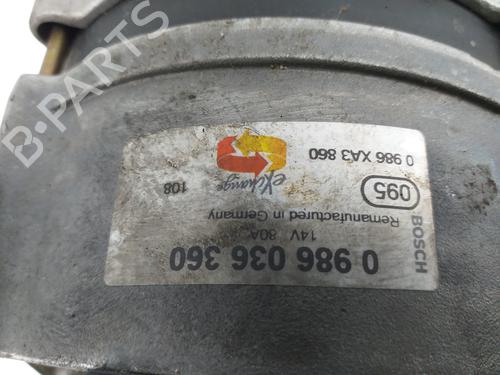 0 986 036 360
14V 80A
Remanufactured in Germany
108
eXchange
0 986 XA3 860
095
BOSCH
B-PARTS